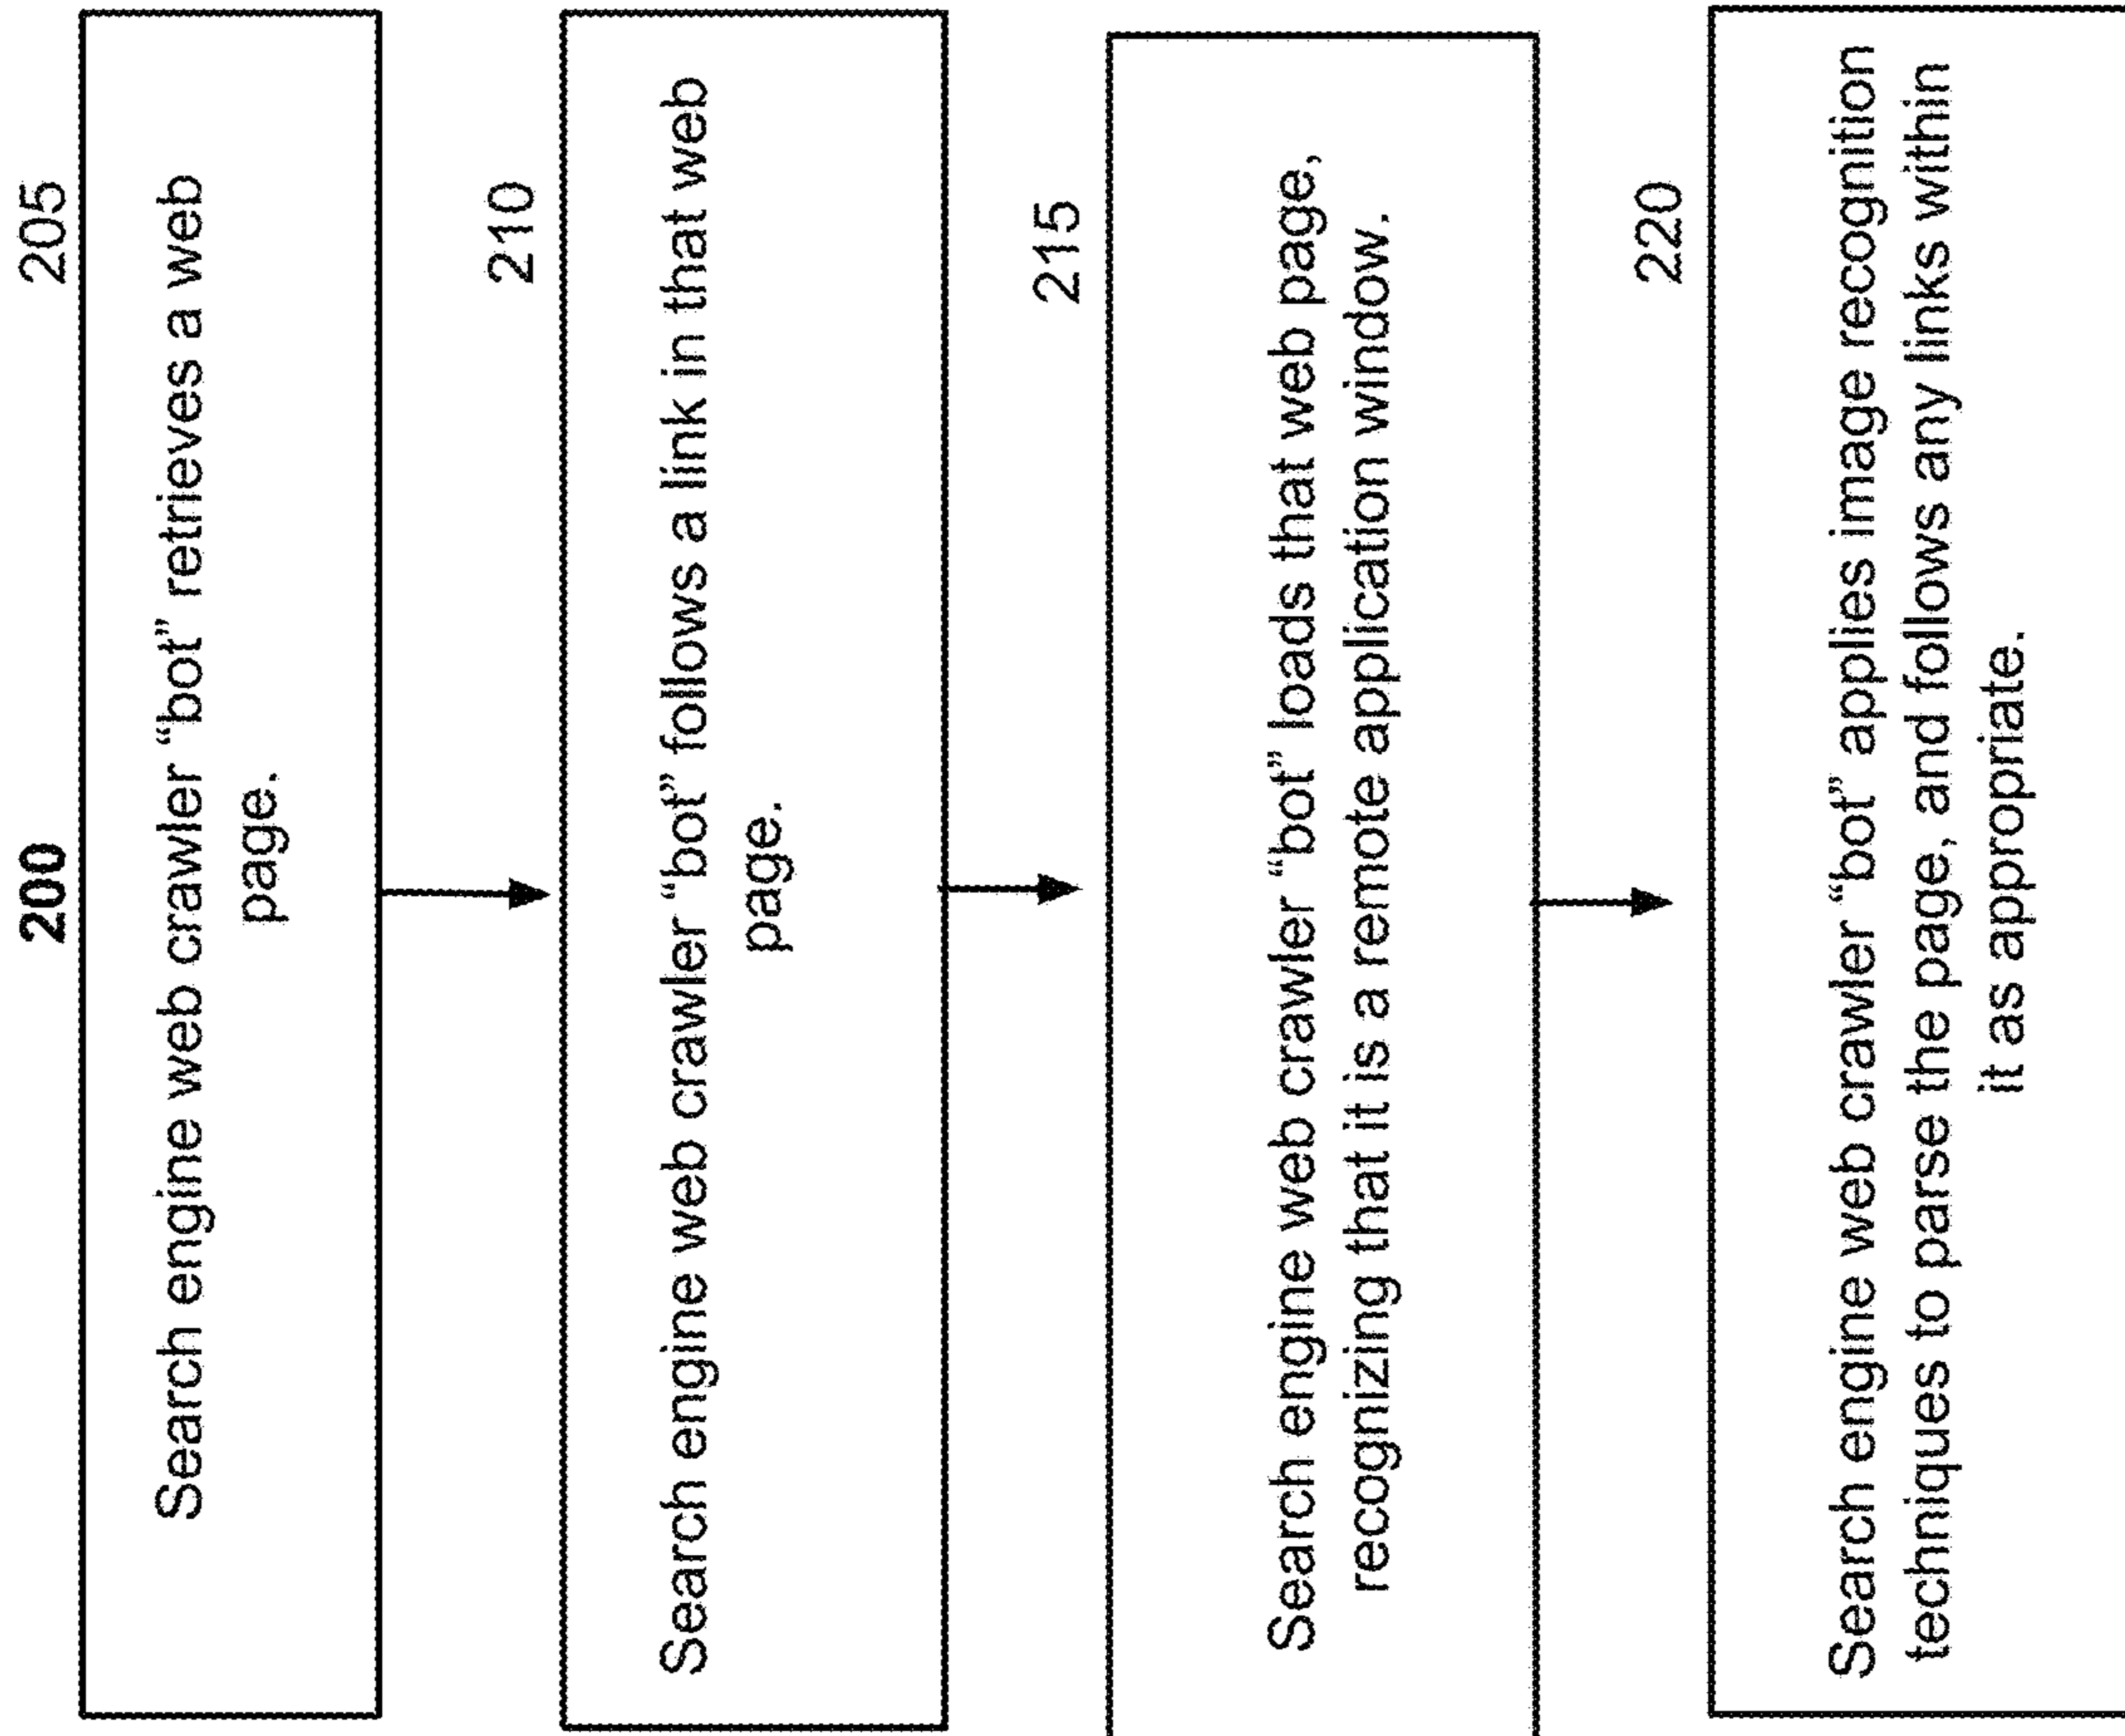 200
205
Search engine web crawler “bot” retrieves a web
page.
210
Search engine web crawler “bot” follows a link in that web
page.
215
Search engine web crawler “bot” loads that web page,
recognizing that it is a remote application window.
220
Search engine web crawler “bot” applies image recognition
techniques to parse the page, and follows any links within
it as appropriate.